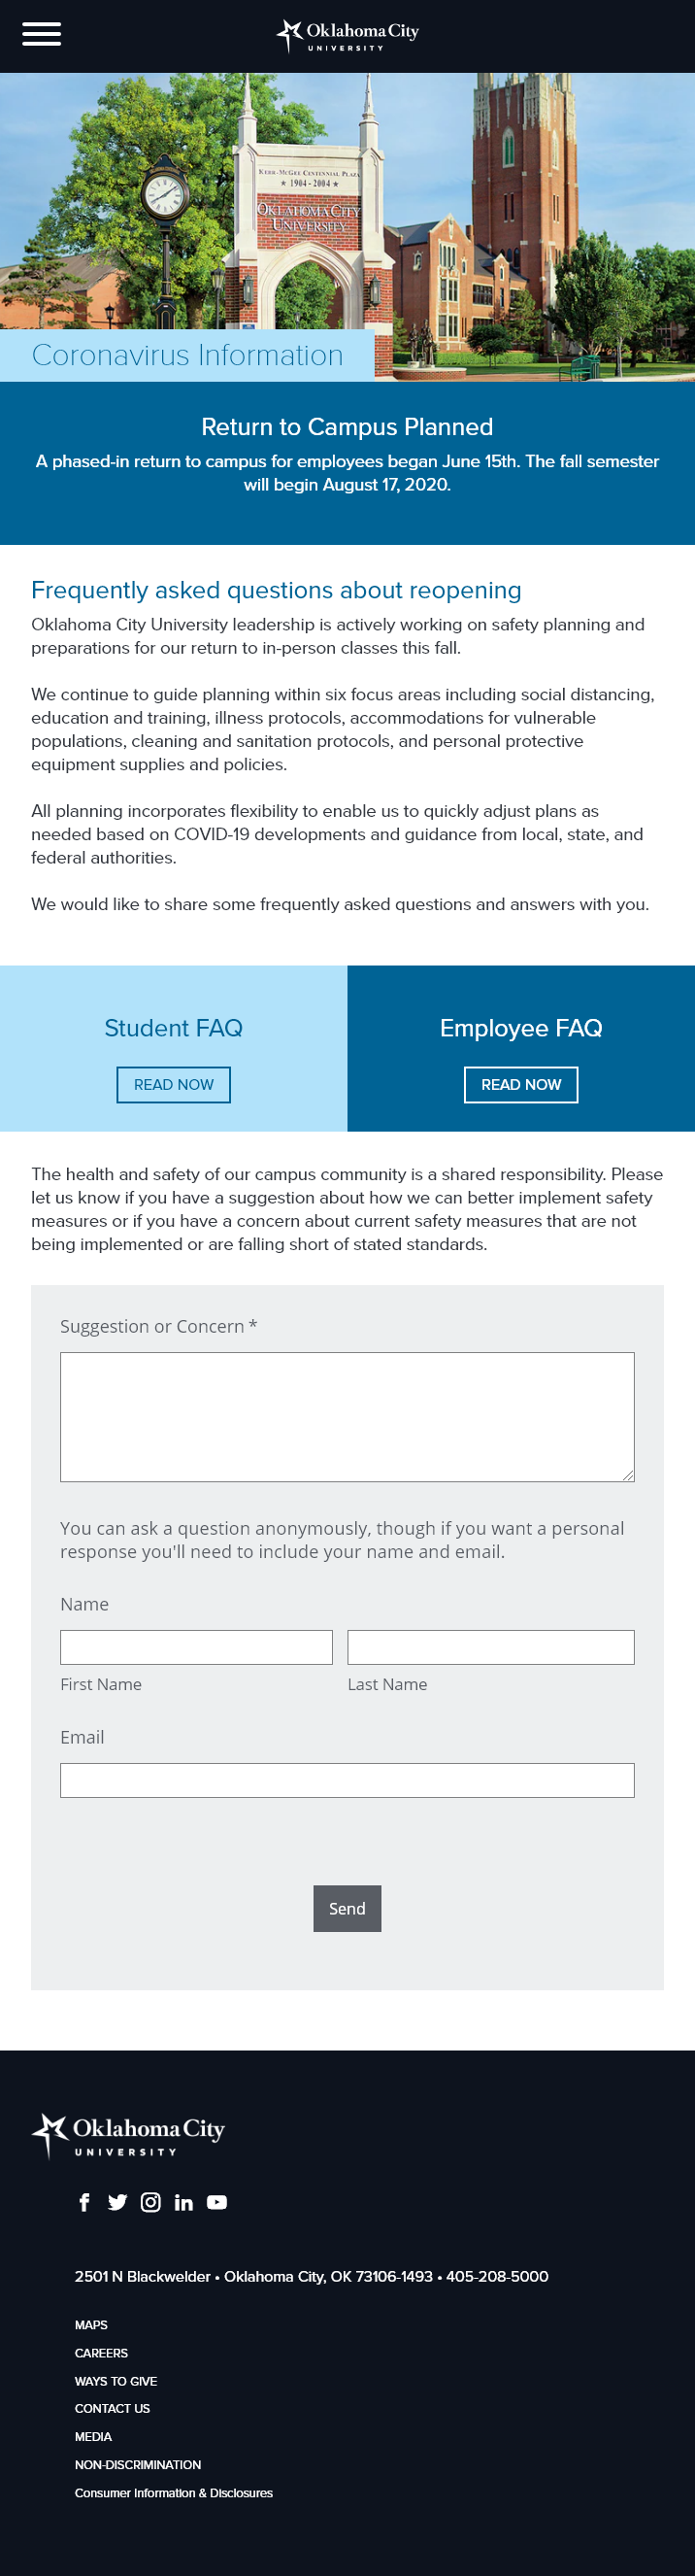 Oklahoma City
UNIVERSITY
KERR-MCGEE CENTENNIAL PLAZA
★ 1904 - 2004 ★
OKLAHOMA CITY
UNIVERSITY
Coronavirus Information
Return to Campus Planned
A phased-in return to campus for employees began June 15th. The fall semester
will begin August 17, 2020.
Frequently asked questions about reopening
Oklahoma City University leadership is actively working on safety planning and
preparations for our return to in-person classes this fall.
We continue to guide planning within six focus areas including social distancing,
education and training, illness protocols, accommodations for vulnerable
populations, cleaning and sanitation protocols, and personal protective
equipment supplies and policies.
All planning incorporates flexibility to enable us to quickly adjust plans as
needed based on COVID-19 developments and guidance from local, state, and
federal authorities.
We would like to share some frequently asked questions and answers with you.
Student FAQ
READ NOW
Employee FAQ
READ NOW
The health and safety of our campus community is a shared responsibility. Please
let us know if you have a suggestion about how we can better implement safety
measures or if you have a concern about current safety measures that are not
being implemented or are falling short of stated standards.
Suggestion or Concern *
You can ask a question anonymously, though if you want a personal
response you'll need to include your name and email.
Name
First Name
Last Name
Email
Send
Oklahoma City
UNIVERSITY
2501 N Blackwelder • Oklahoma City, OK 73106-1493 • 405-208-5000
MAPS
CAREERS
WAYS TO GIVE
CONTACT US
MEDIA
NON-DISCRIMINATION
Consumer Information & Disclosures